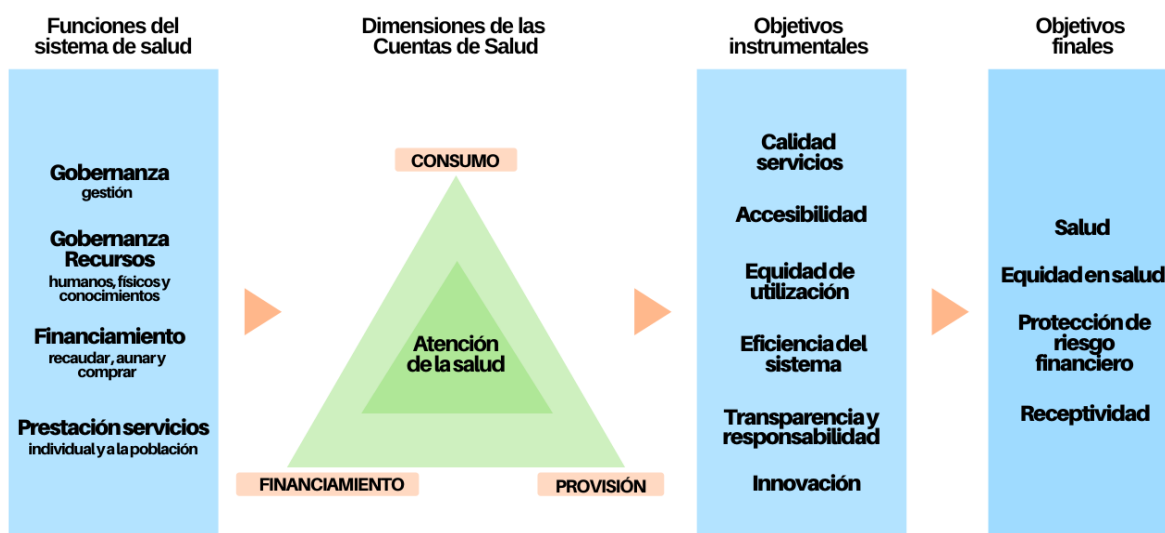 Funciones del
sistema de salud
Gobernanza
gestión
Gobernanza
Recursos
humanos, físicos y
conocimientos
Financiamiento
recaudar, aunar y
comprar
Prestación servicios
individual y a la población
Dimensiones de las
Cuentas de Salud
CONSUMO
Atención
de la salud
FINANCIAMIENTO
PROVISIÓN
Objetivos
instrumentales
Calidad
servicios
Accesibilidad
Equidad de
utilización
Eficiencia del
sistema
Transparencia y
responsabilidad
Innovación
Objetivos
finales
Salud
Equidad en salud
Protección de
riesgo
financiero
Receptividad